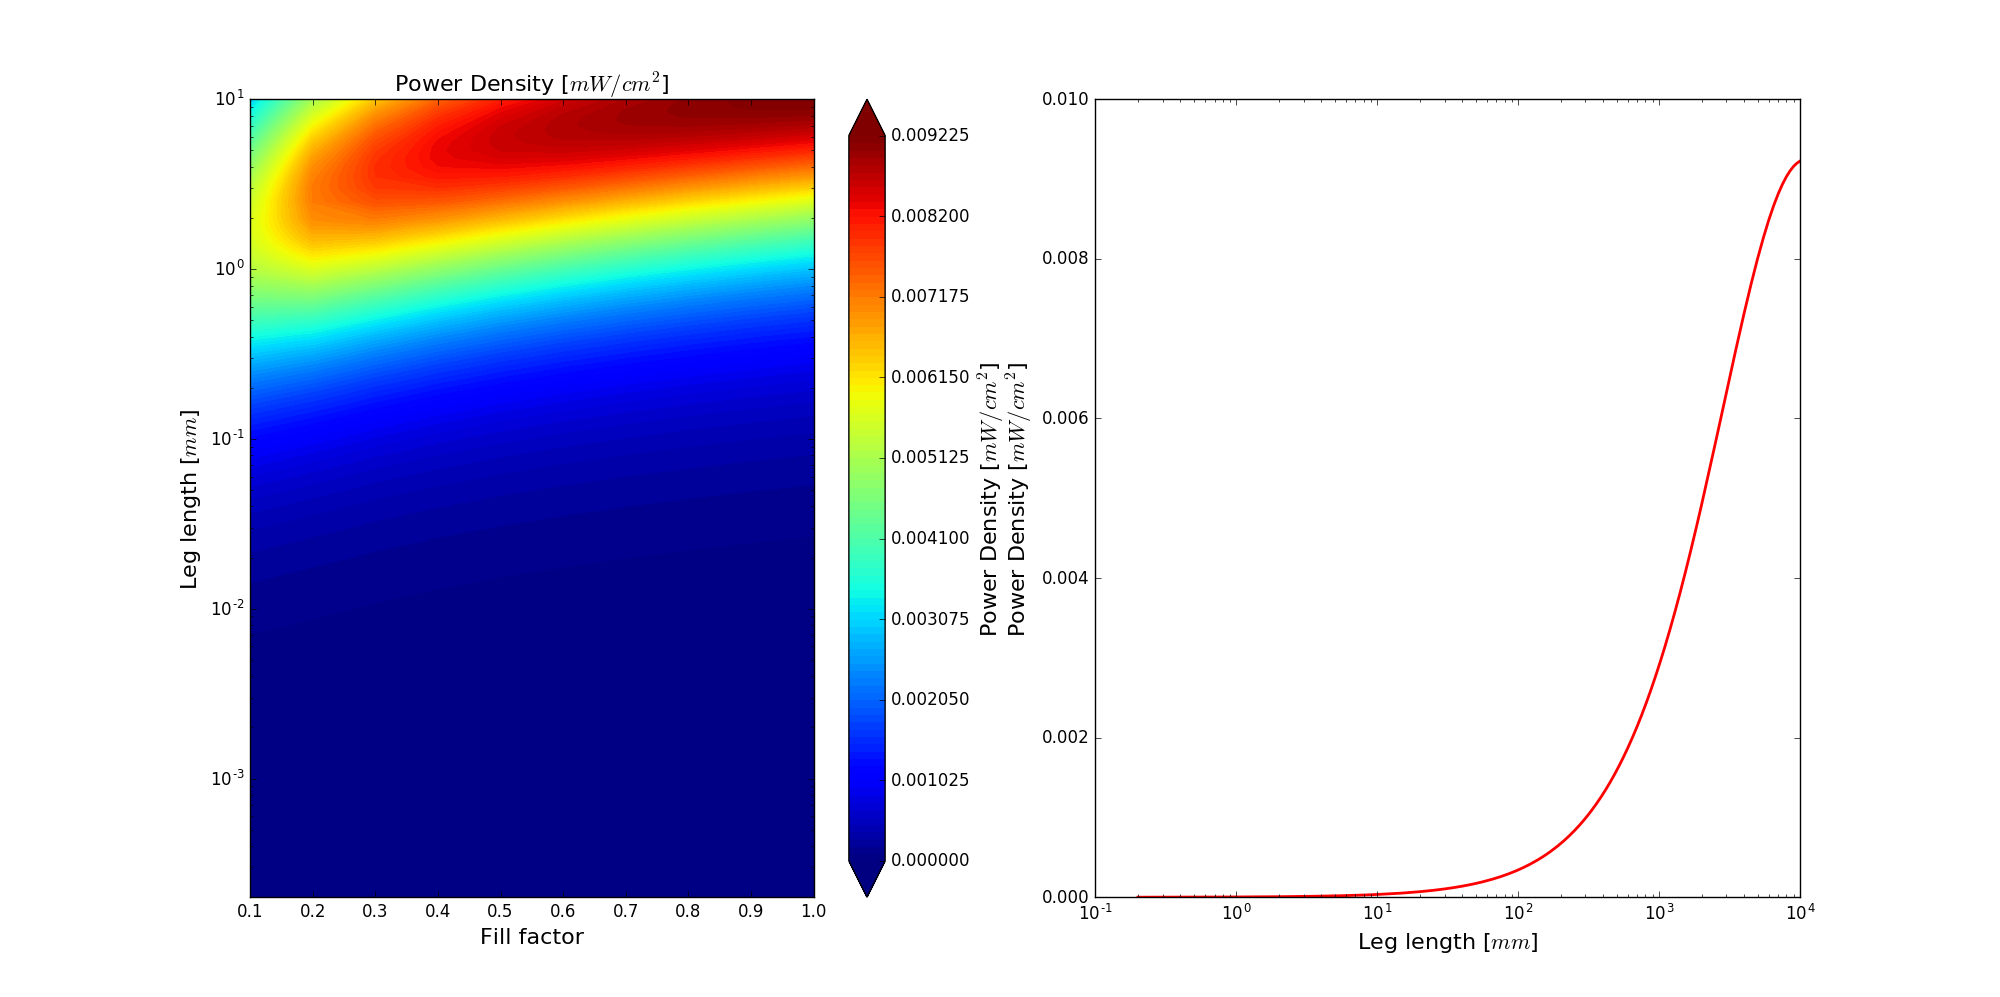 Power Density [mW/cm²]
10¹
10⁰
10⁻¹
10⁻²
10⁻³
Leg length [mm]
0.1 0.2 0.3 0.4 0.5 0.6 0.7 0.8 0.9 1.0
Fill factor
0.009225
0.008200
0.007175
0.006150
0.005125
0.004100
0.003075
0.002050
0.001025
0.000000
Power Density [mW/cm²]
Power Density [mW/cm²]
0.010
0.008
0.006
0.004
0.002
0.000
10⁻¹ 10⁰ 10¹ 10² 10³ 10⁴
Leg length [mm]